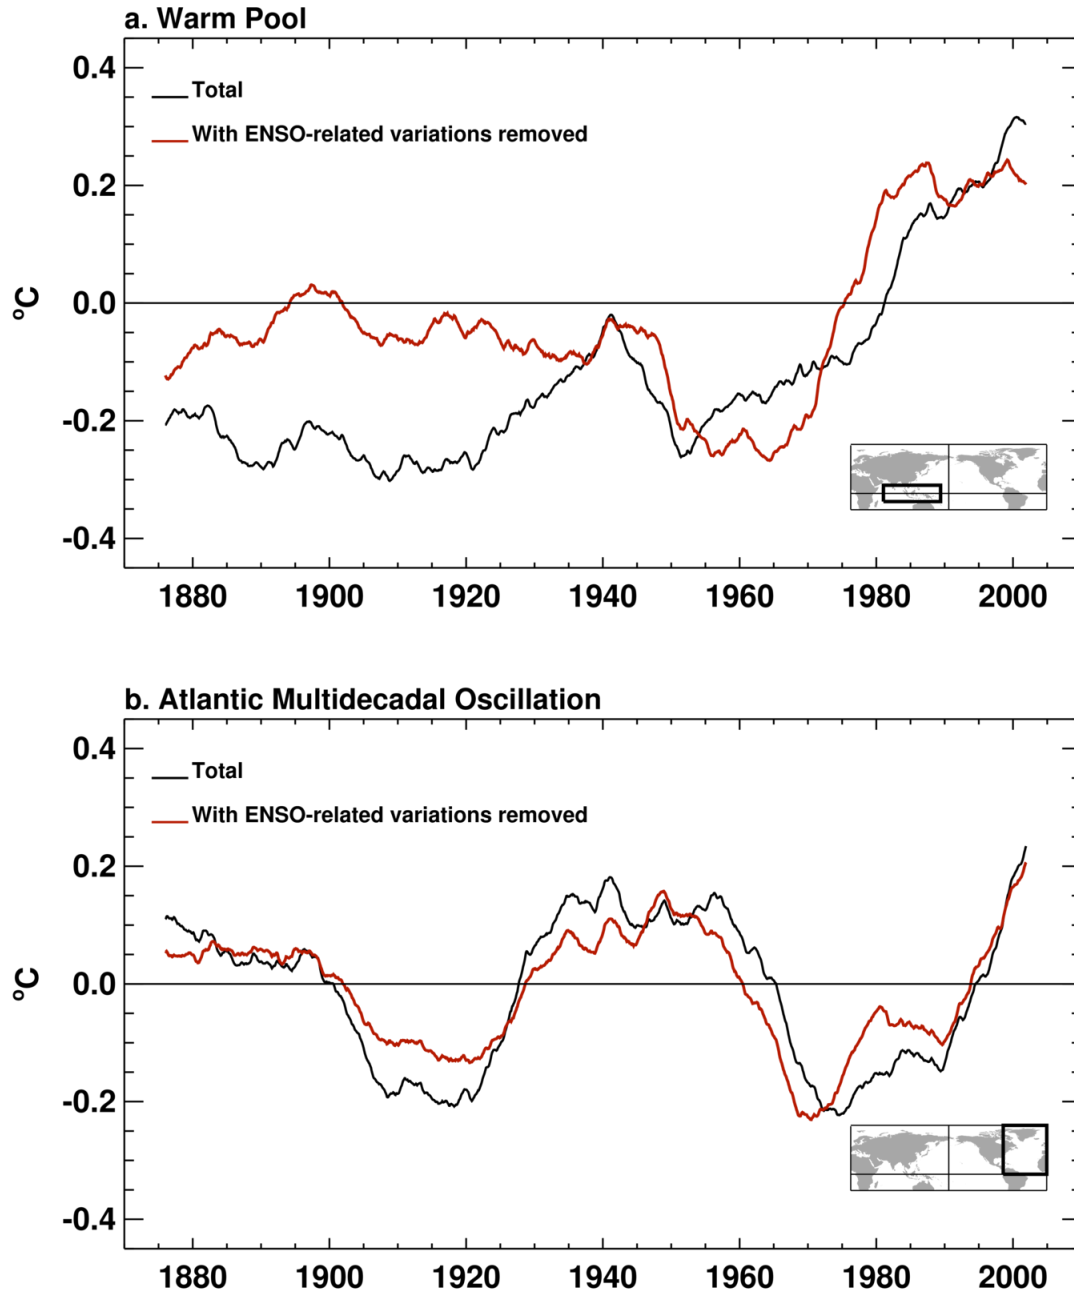 a. Warm Pool
0.4
Total
With ENSO-related variations removed
0.2
ºC
0.0
-0.2
-0.4
1880 1900 1920 1940 1960 1980 2000
b. Atlantic Multidecadal Oscillation
0.4
Total
With ENSO-related variations removed
0.2
ºC
0.0
-0.2
-0.4
1880 1900 1920 1940 1960 1980 2000